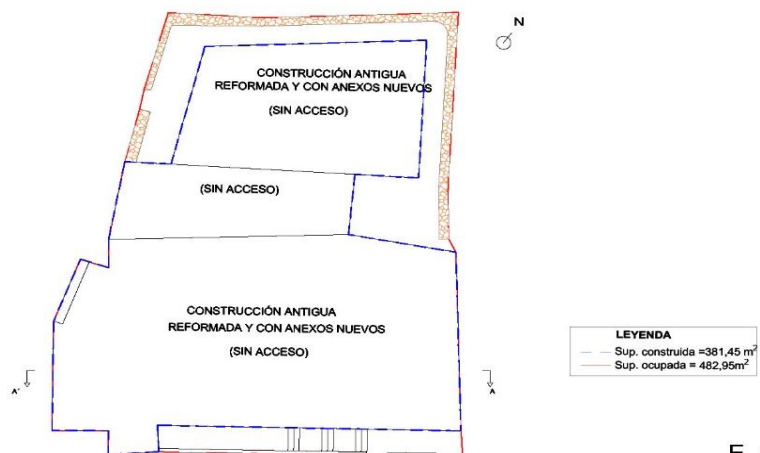 N
CONSTRUCCIÓN ANTIGUA
REFORMADA Y CON ANEXOS NUEVOS
(SIN ACCESO)
(SIN ACCESO)
CONSTRUCCIÓN ANTIGUA
REFORMADA Y CON ANEXOS NUEVOS
(SIN ACCESO)
LEYENDA
Sup. construida =381,45 m²
Sup. ocupada = 482,95m²
A'
A